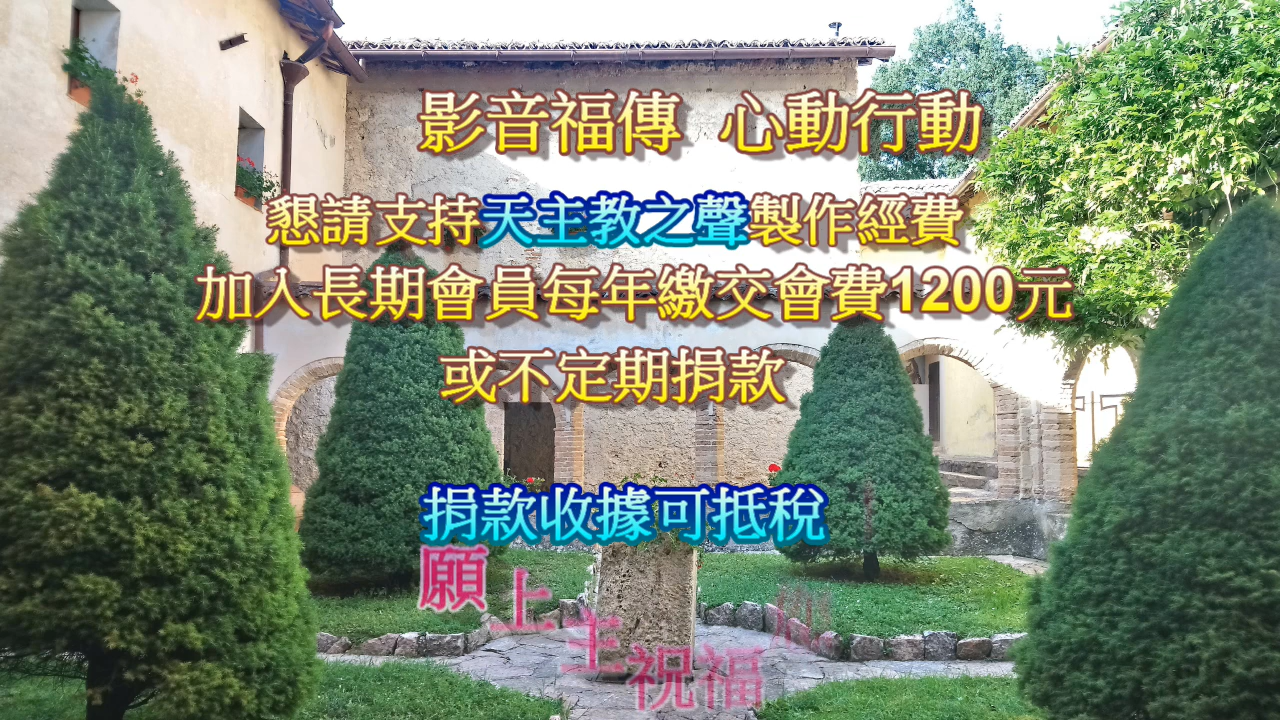 影音福傳 心動行動
懇請支持天主教之聲製作經費
加入長期會員每年繳交會費1200元
或不定期捐款
捐款收據可抵稅
願上主祝福